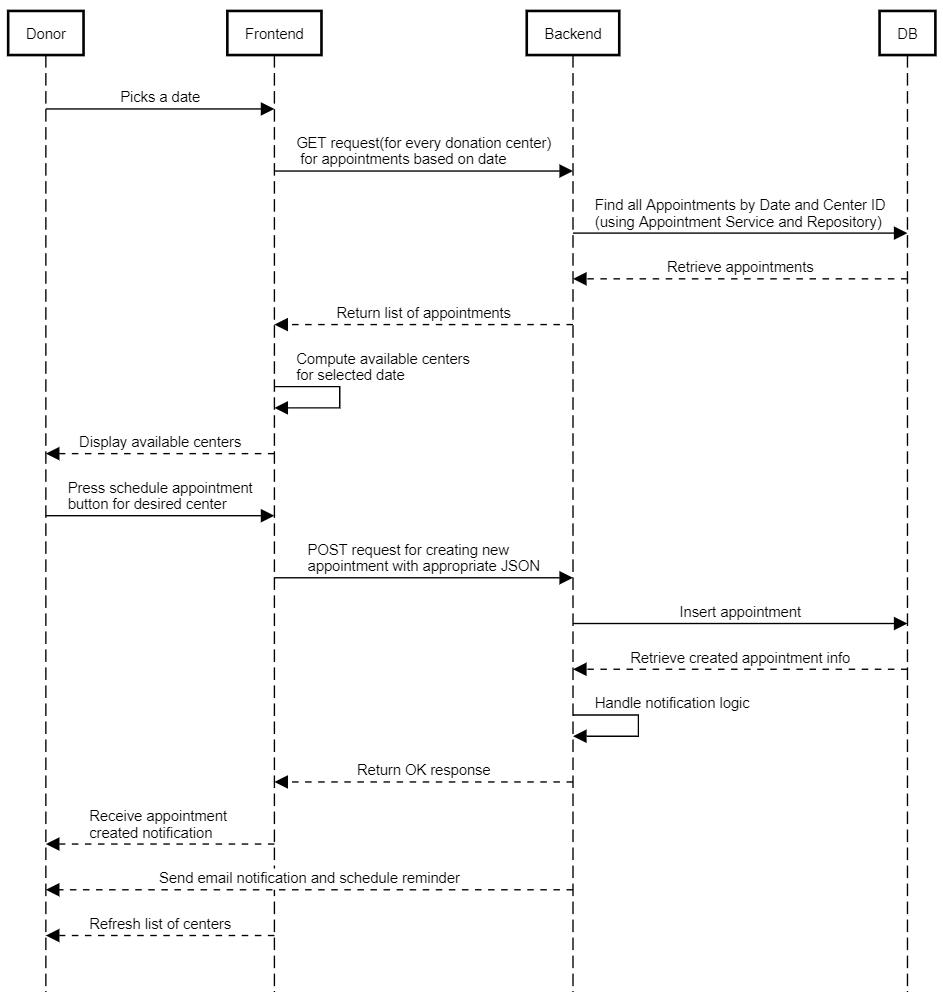 Donor
Frontend
Backend
DB
Picks a date
GET request(for every donation center)
for appointments based on date
Find all Appointments by Date and Center ID
(using Appointment Service and Repository)
Retrieve appointments
Return list of appointments
Compute available centers
for selected date
Display available centers
Press schedule appointment
button for desired center
POST request for creating new
appointment with appropriate JSON
Insert appointment
Retrieve created appointment info
Handle notification logic
Return OK response
Receive appointment
created notification
Send email notification and schedule reminder
Refresh list of centers